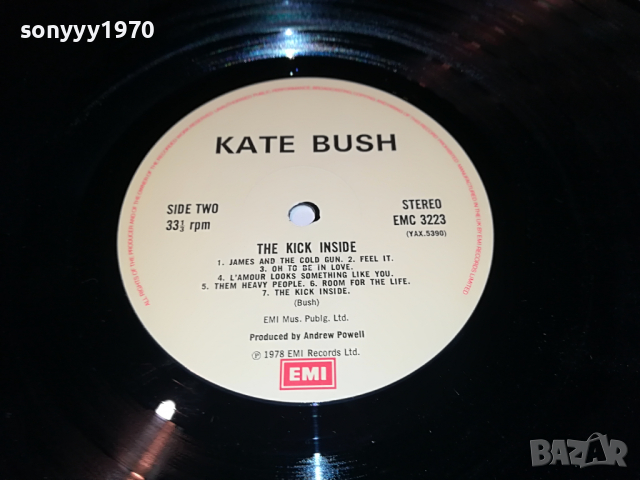 sonyyy1970
KATE BUSH
SIDE TWO
33⅓ rpm
STEREO
EMC 3223
(YAX.5390)
THE KICK INSIDE
1. JAMES AND THE COLD GUN. 2. FEEL IT.
3. OH TO BE IN LOVE.
4. L'AMOUR LOOKS SOMETHING LIKE YOU.
5. THEM HEAVY PEOPLE. 6. ROOM FOR THE LIFE.
7. THE KICK INSIDE.
(Bush)
EMI Mus. Publg. Ltd.
Produced by Andrew Powell
℗ 1978 EMI Records Ltd.
EMI
BAZAR